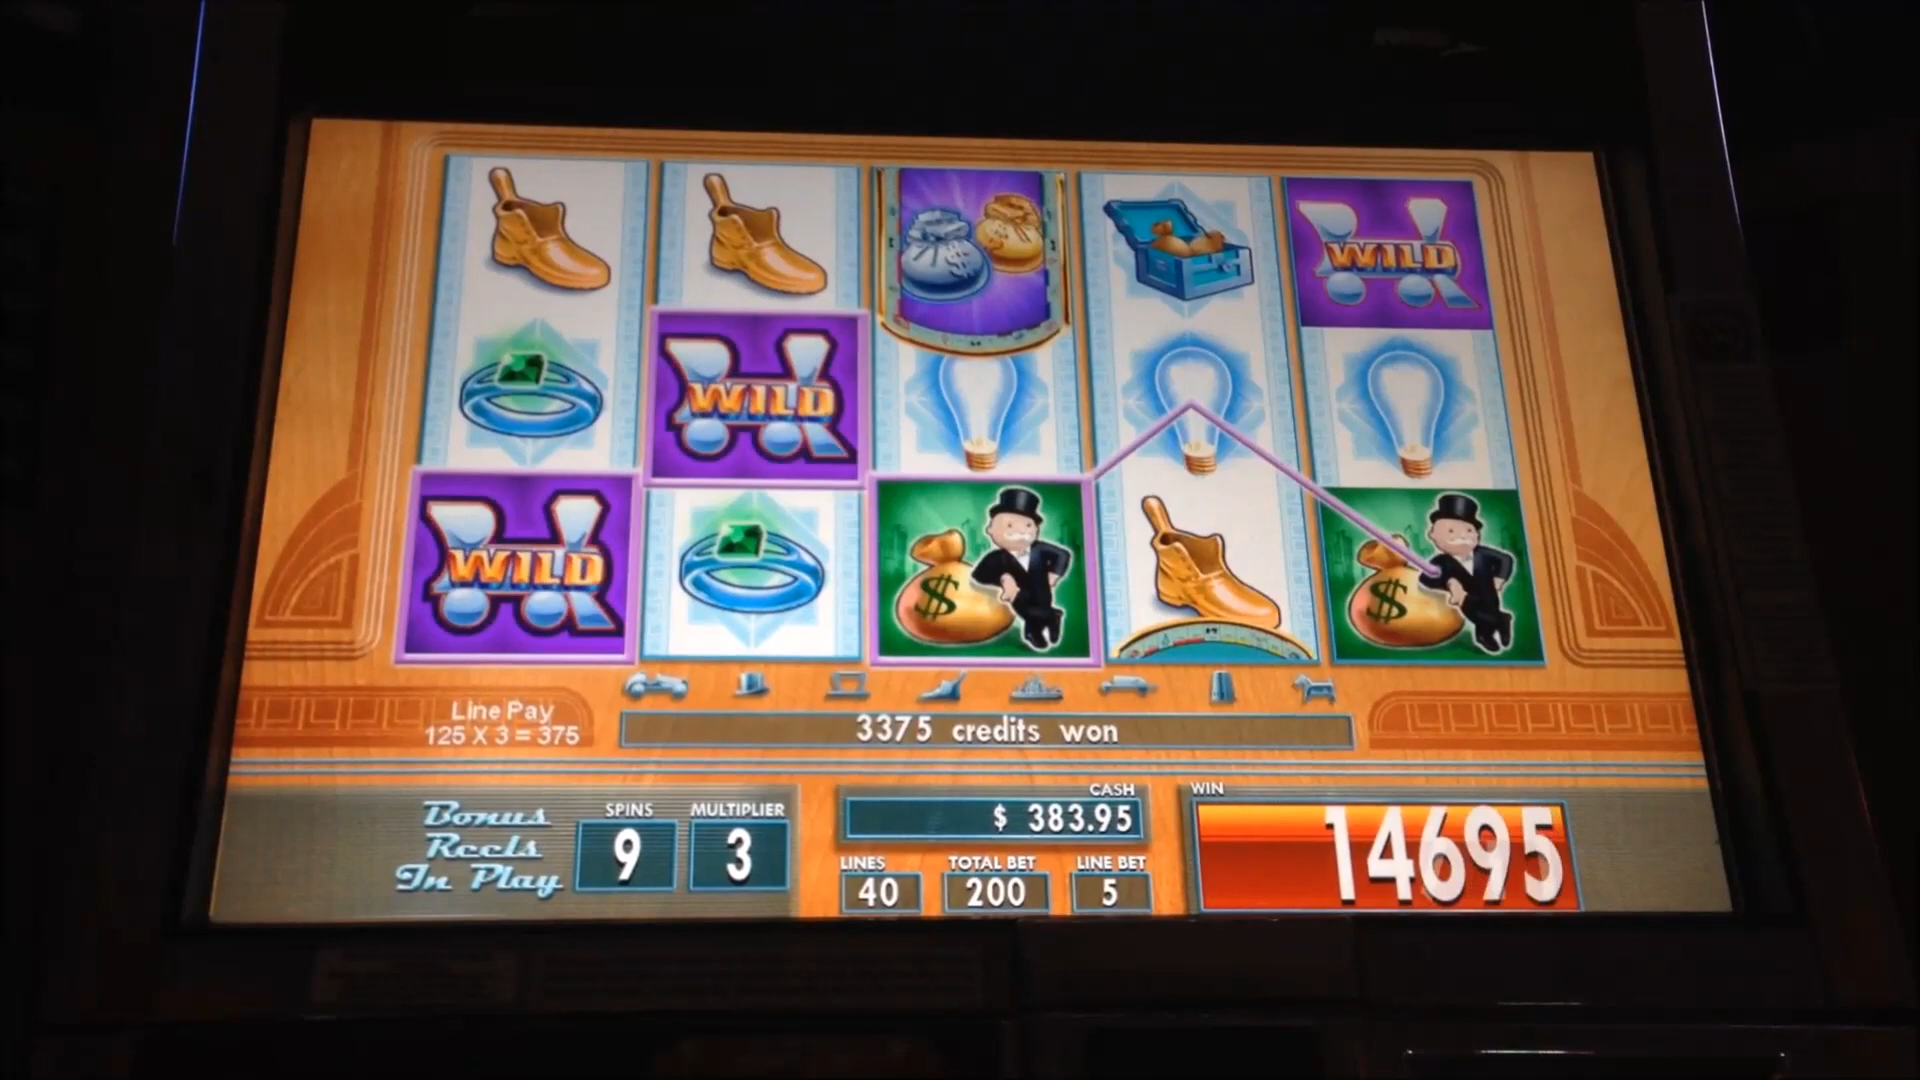 WILD
WILD
WILD
$
$
Line Pay
125 X 3 = 375
3375 credits won
Bonus
Reels
In Play
SPINS
9
MULTIPLIER
3
CASH
$ 383.95
LINES
40
TOTAL BET
200
LINE BET
5
WIN
14695